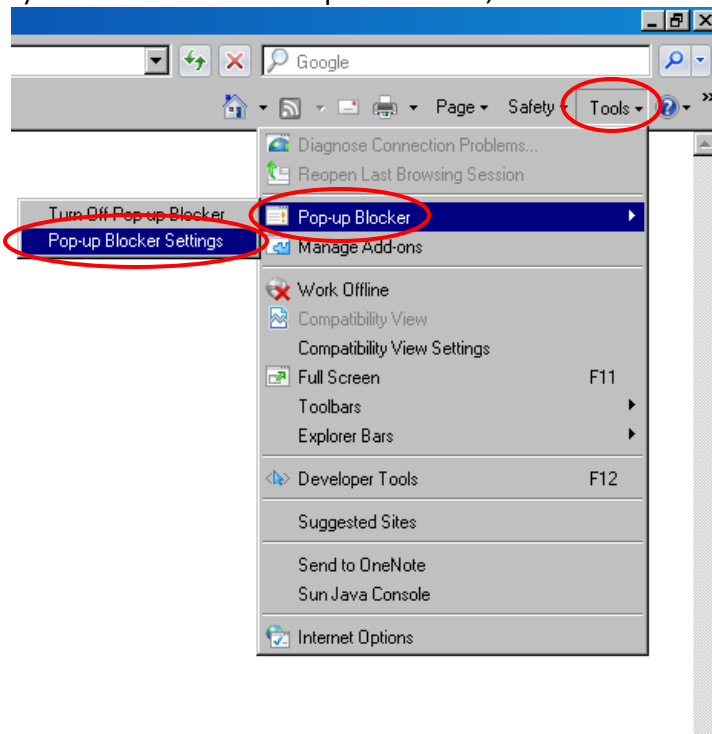 Google
Page Safety Tools
Diagnose Connection Problems...
Reopen Last Browsing Session
Turn Off Pop-up Blocker Pop-up Blocker
Pop-up Blocker Settings
Manage Add-ons
Work Offline
Compatibility View
Compatibility View Settings
Full Screen F11
Toolbars
Explorer Bars
Developer Tools F12
Suggested Sites
Send to OneNote
Sun Java Console
Internet Options